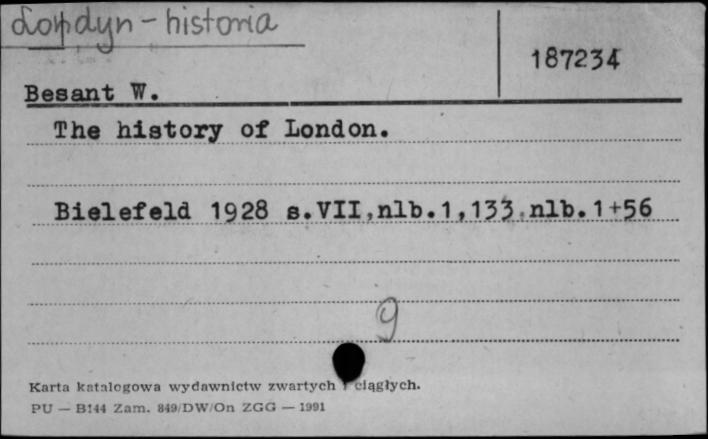 Londyn - historia
187234
Besant W.
The history of London.
Bielefeld 1928 s.VII,nlb.1,133.nlb.1+56
9
Karta katalogowa wydawnictw zwartych i ciągłych.
PU — B144 Zam. 849/DW/On ZGG — 1991